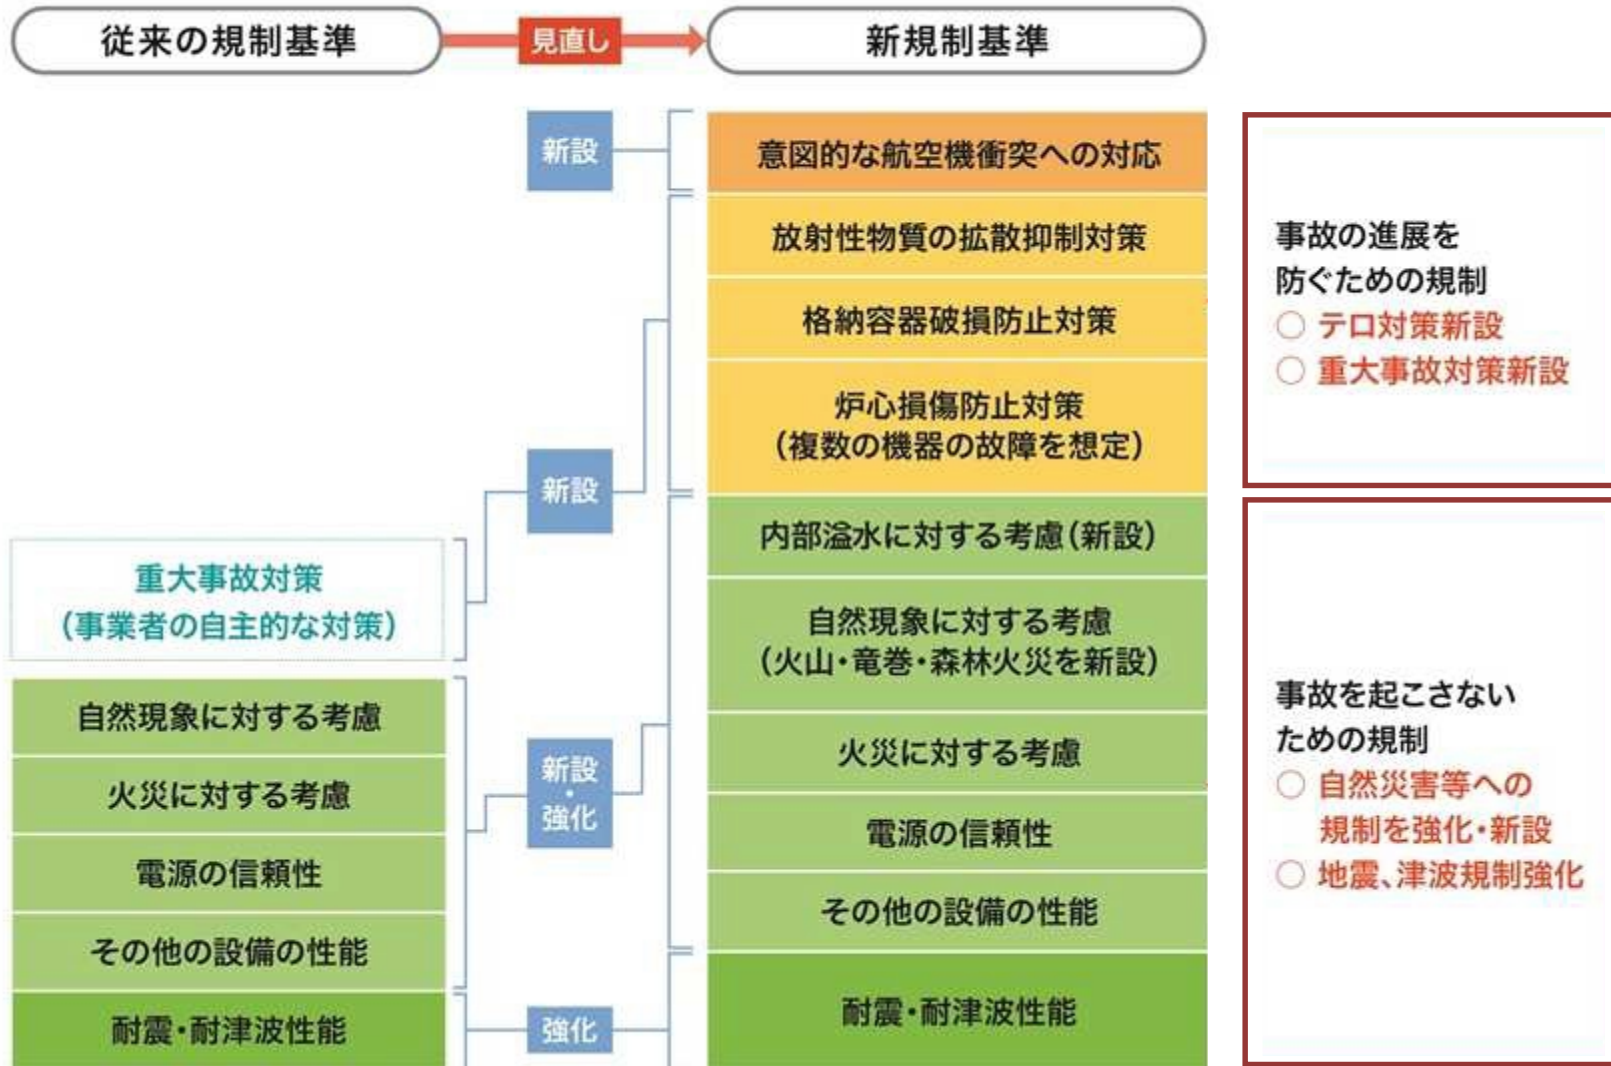 従来の規制基準
見直し
新規制基準
新設
意図的な航空機衝突への対応
放射性物質の拡散抑制対策
格納容器破損防止対策
炉心損傷防止対策
（複数の機器の故障を想定）
新設
内部溢水に対する考慮（新設）
自然現象に対する考慮
（火山・竜巻・森林火災を新設）
火災に対する考慮
電源の信頼性
その他の設備の性能
耐震・耐津波性能
重大事故対策
（事業者の自主的な対策）
自然現象に対する考慮
火災に対する考慮
電源の信頼性
その他の設備の性能
耐震・耐津波性能
新設
・
強化
強化
事故の進展を
防ぐための規制
○ テロ対策新設
○ 重大事故対策新設
事故を起こさない
ための規制
○ 自然災害等への
規制を強化・新設
○ 地震、津波規制強化